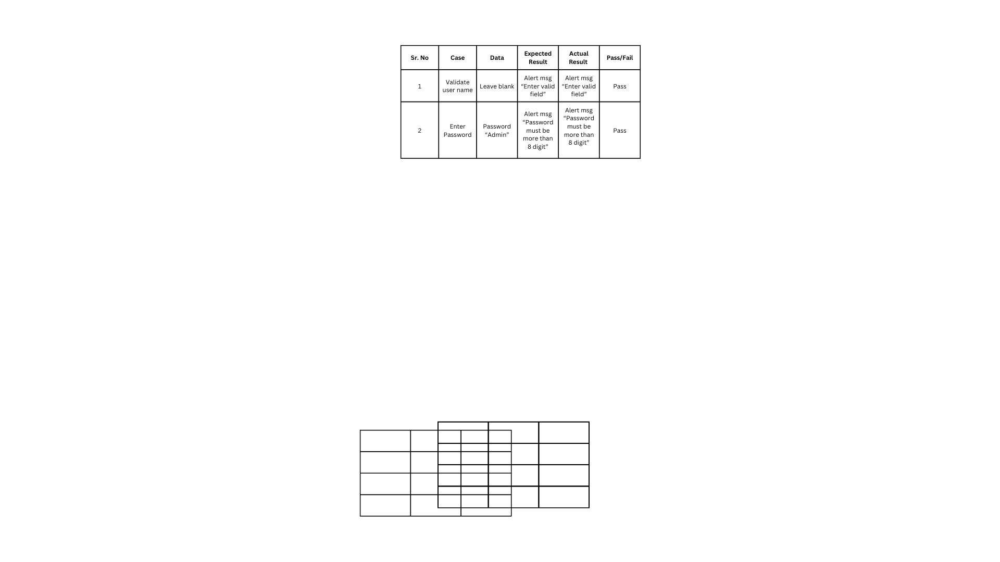 Sr. No
Case
Data
Expected
Result
Actual
Result
Pass/Fail
1
Validate
user name
Leave blank
Alert msg
“Enter valid
field”
Alert msg
“Enter valid
field”
Pass
2
Enter
Password
Password
“Admin”
Alert msg
“Password
must be
more than
8 digit”
Alert msg
“Password
must be
more than
8 digit”
Pass